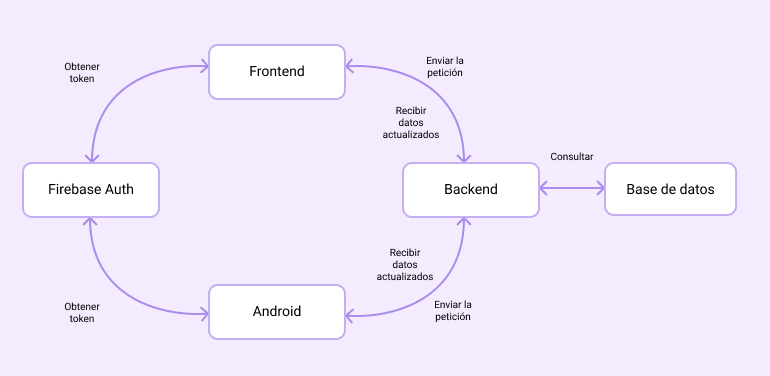 Obtener
token
Frontend
Enviar la
petición
Recibir
datos
actualizados
Consultar
Firebase Auth
Backend
Base de datos
Recibir
datos
actualizados
Obtener
token
Android
Enviar la
petición